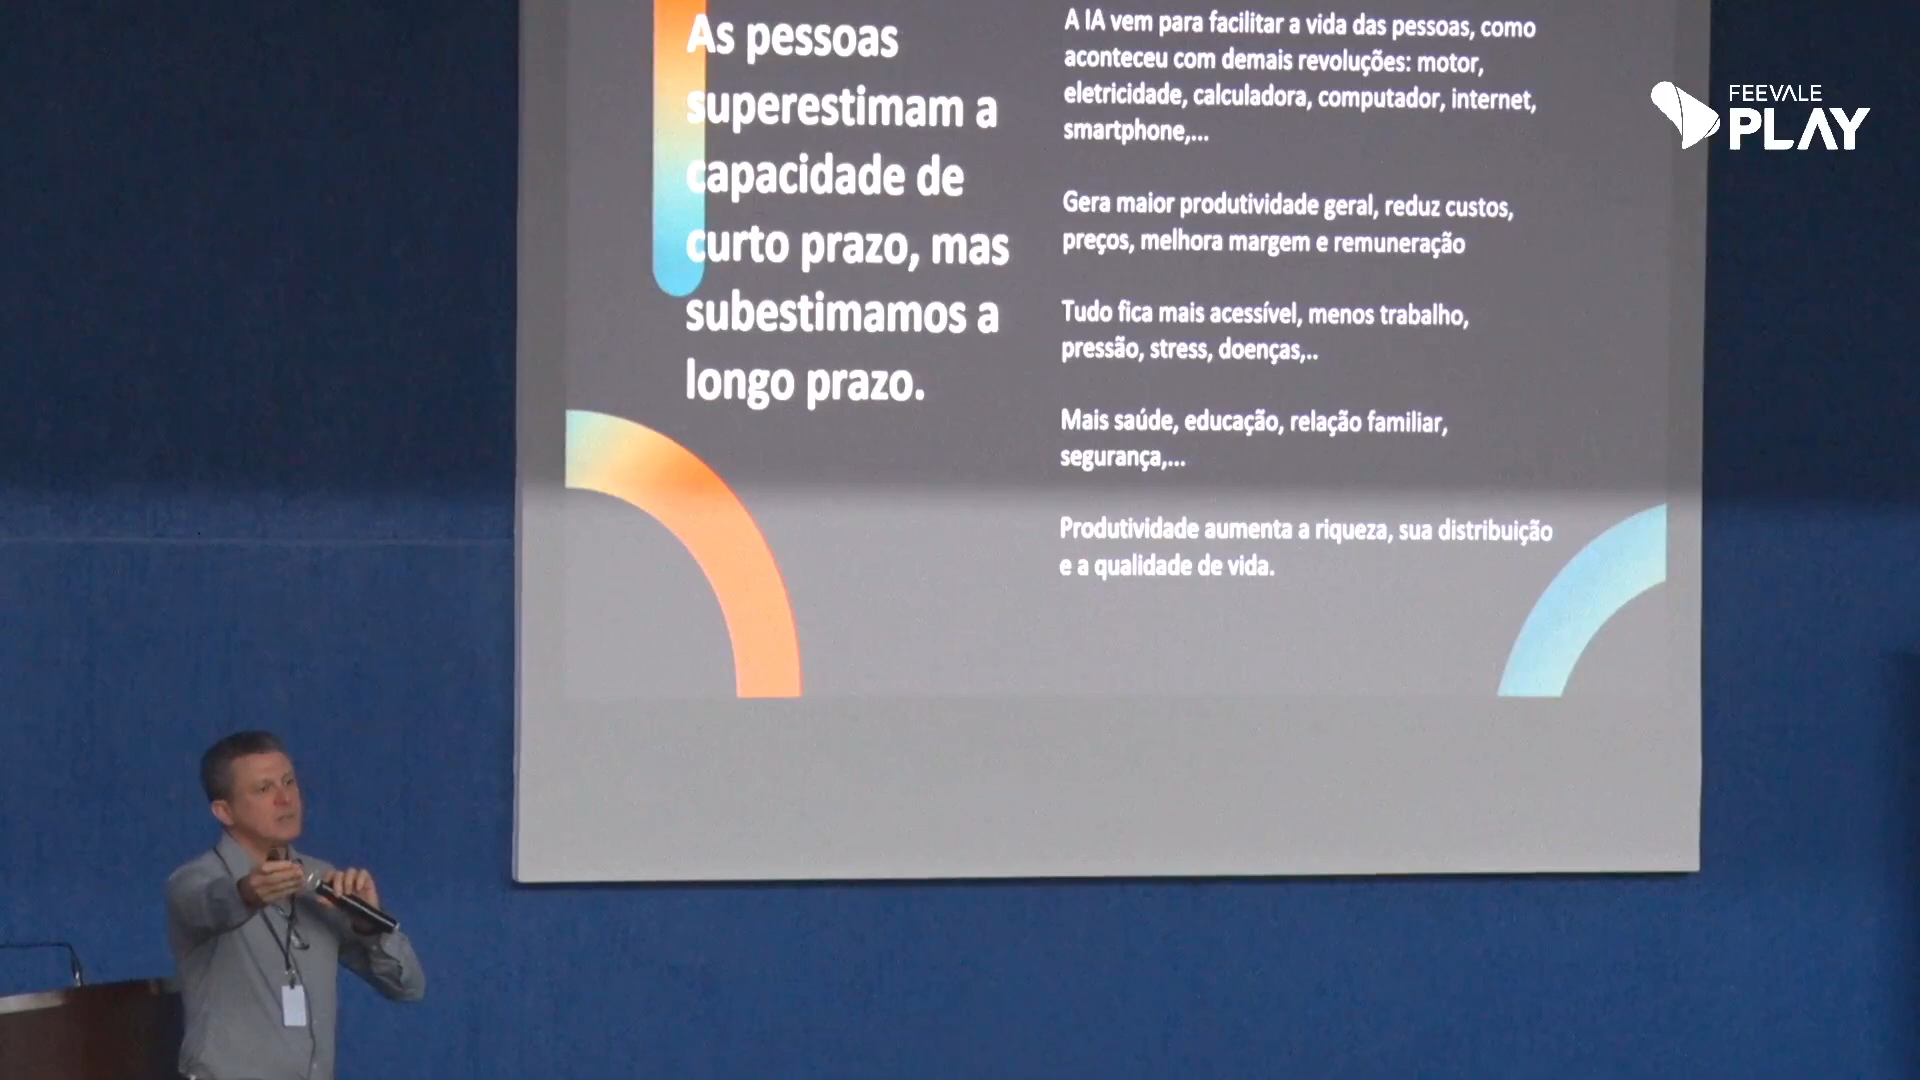 As pessoas
superestimam a
capacidade de
curto prazo, mas
subestimamos a
longo prazo.
A IA vem para facilitar a vida das pessoas, como
aconteceu com demais revoluções: motor,
eletricidade, calculadora, computador, internet,
smartphone,...
Gera maior produtividade geral, reduz custos,
preços, melhora margem e remuneração
Tudo fica mais acessível, menos trabalho,
pressão, stress, doenças,..
Mais saúde, educação, relação familiar,
segurança,...
Produtividade aumenta a riqueza, sua distribuição
e a qualidade de vida.
FEEVALE
PLAY